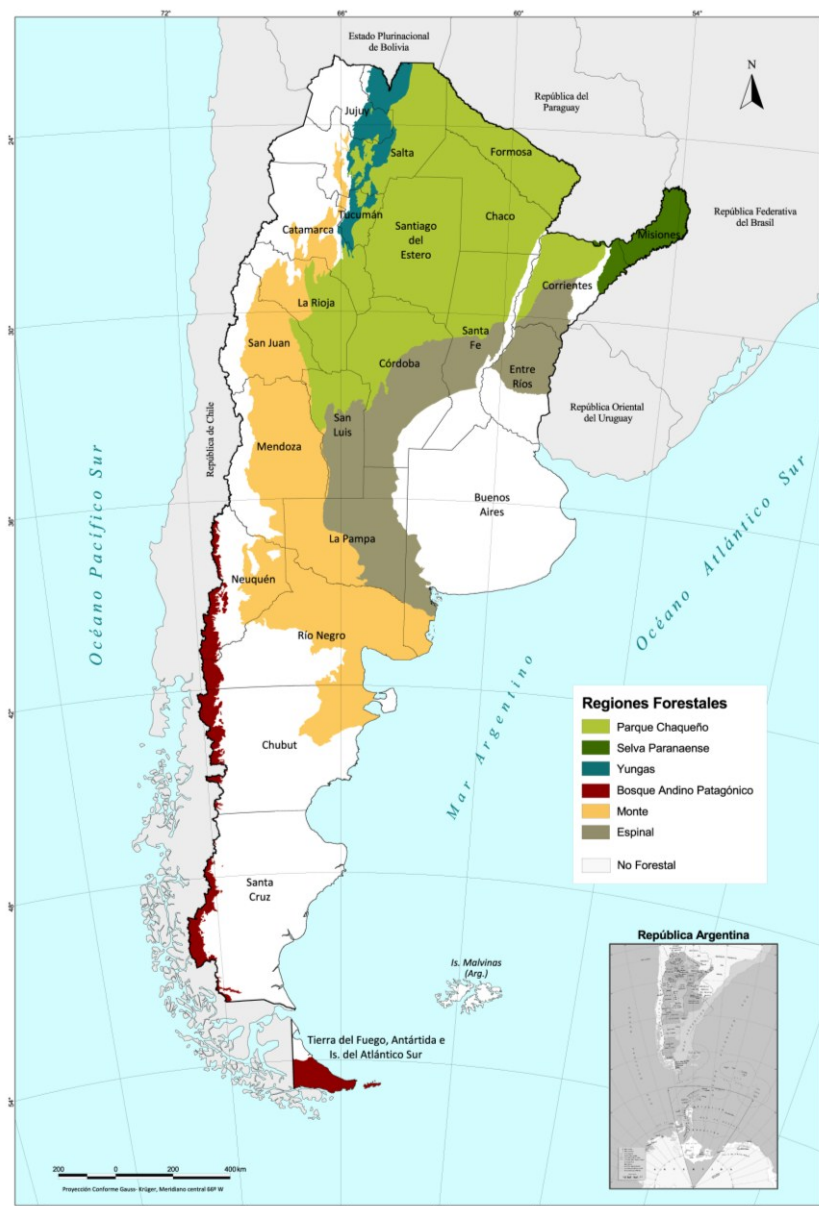 72°
66°
60°
54°
Estado Plurinacional
de Bolivia
República del
Paraguay
N
24°
Jujuy
Salta
Formosa
República Federativa
del Brasil
Chaco
Tucumán
Santiago
del
Estero
Misiones
Catamarca
Corrientes
La Rioja
30°
Santa
Fe
San Juan
Córdoba
Entre
Ríos
República Oriental
del Uruguay
San
Luis
República de Chile
Mendoza
Buenos
Aires
36°
La Pampa
Neuquén
Océano Pacífico Sur
Océano Atlántico Sur
Río Negro
Mar Argentino
42°
Chubut
Regiones Forestales
Parque Chaqueño
Selva Paranaense
Yungas
Bosque Andino Patagónico
Monte
Espinal
No Forestal
Santa
Cruz
48°
República Argentina
Is. Malvinas
(Arg.)
Tierra del Fuego, Antártida e
Is. del Atlántico Sur
54°
200 0 200 400km
Proyección Conforme Gauss- Krüger, Meridiano central 66º W